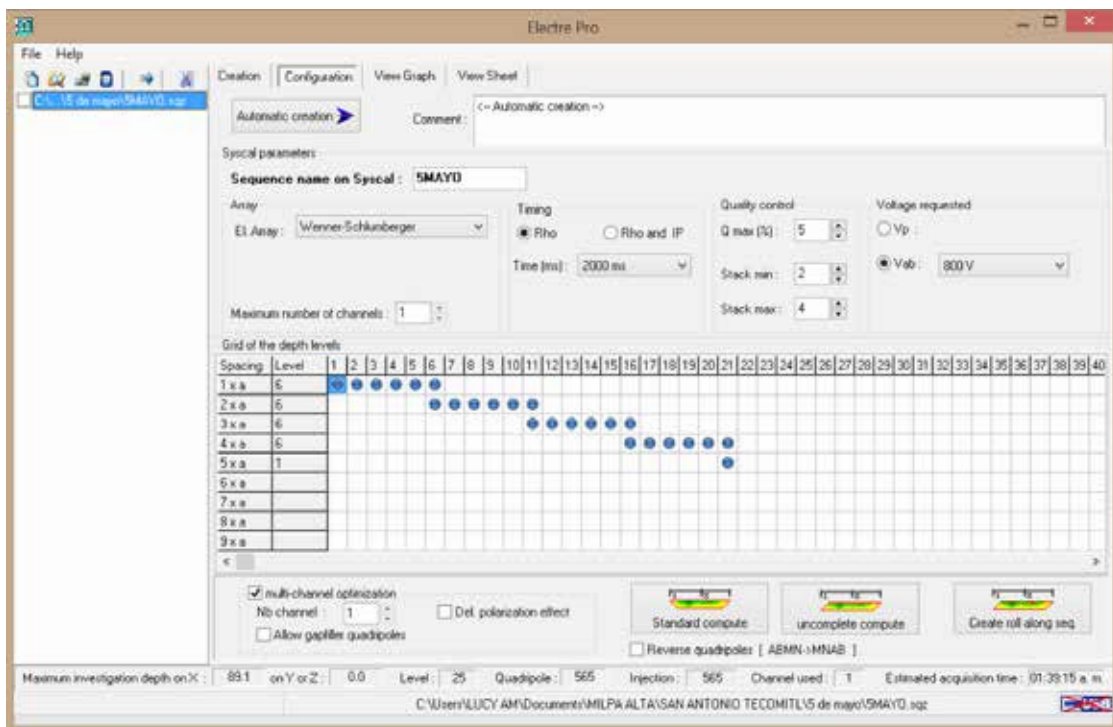 Electre Pro
File Help
C:\...\5 de mayo\5MAYO.sqz
Creation Configuration View Graph View Sheet
Automatic creation
Comment :
<-- Automatic creation -->
Syscal parameters
Sequence name on Syscal : 5MAYO
Array
El. Array : Wenner-Schlumberger
Maximum number of channels : 1
Timing
Rho Rho and IP
Time (ms) : 2000 ms
Quality control
Q max (%) : 5
Stack min : 2
Stack max : 4
Voltage requested
Vp :
Vab : 800 V
Grid of the depth levels
Spacing Level 1 2 3 4 5 6 7 8 9 10 11 12 13 14 15 16 17 18 19 20 21 22 23 24 25 26 27 28 29 30 31 32 33 34 35 36 37 38 39 40
1 x a 6
2 x a 6
3 x a 6
4 x a 6
5 x a 1
6 x a
7 x a
8 x a
9 x a
multi-channel optimization
Nb channel : 1
Allow gapfiller quadripoles
Del. polarization effect
Standard compute
uncomplete compute
Create roll along seq.
Reverse quadripoles [ ABMN->MNAB ]
Maximum investigation depth on X : 89.1 on Y or Z : 0.0 Level : 25 Quadripole : 565 Injection : 565 Channel used : 1 Estimated acquisition time : 01:39:15 a. m.
C:\Users\LUCY AM\Documents\MILPA ALTA\SAN ANTONIO TECOMITL\5 de mayo\5MAYO.sqz